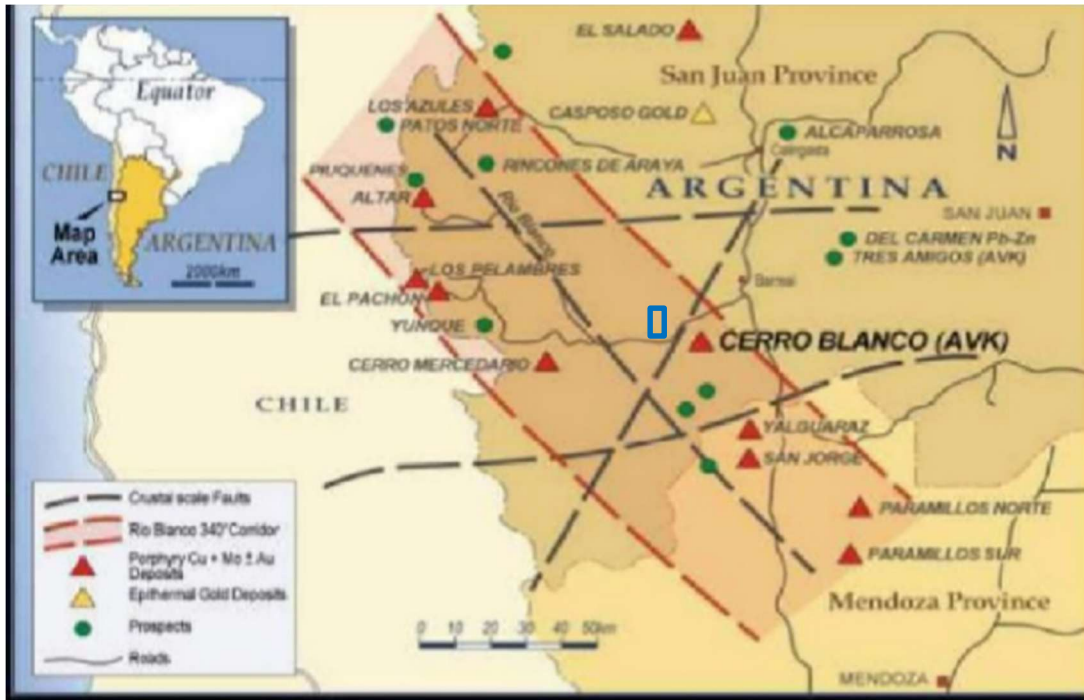 Equator
CHILE
Map
Area
ARGENTINA
2000km
EL SALADO
San Juan Province
LOS AZULES
CASPOSO GOLD
PATOS NORTE
ALCAPARROSA
Calingasta
N
PIUQUENES
RINCONES DE ARAYA
ALTAR
ARGENTINA
Rio Blanco
SAN JUAN
DEL CARMEN Pb-Zn
TRES AMIGOS (AVK)
LOS PELAMBRES
EL PACHON
YUNQUE
CERRO BLANCO (AVK)
CERRO MERCEDARIO
CHILE
YALGUARAZ
SAN JORGE
PARAMILLOS NORTE
PARAMILLOS SUR
Mendoza Province
MENDOZA
Crustal scale Faults
Rio Blanco 340° Corridor
Porphyry Cu + Mo ± Au
Deposits
Epithermal Gold Deposits
Prospects
Roads
0 10 20 30 40 50km